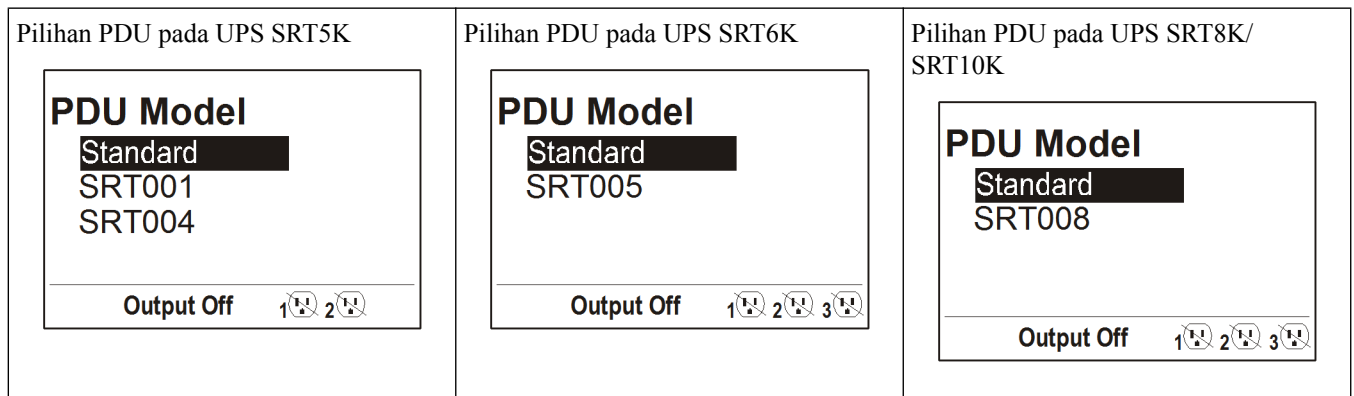 Pilihan PDU pada UPS SRT5K
PDU Model
Standard
SRT001
SRT004
Output Off 1 2
Pilihan PDU pada UPS SRT6K
PDU Model
Standard
SRT005
Output Off 1 2 3
Pilihan PDU pada UPS SRT8K/
SRT10K
PDU Model
Standard
SRT008
Output Off 1 2 3